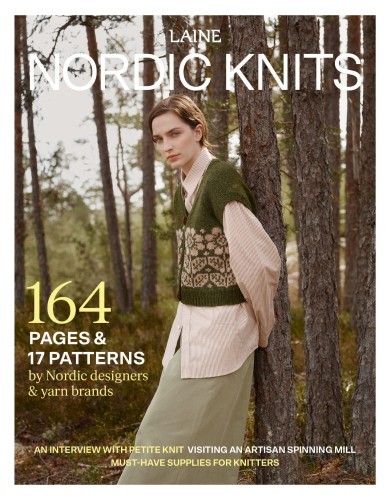 LAINE
NORDIC KNITS
164
PAGES &
17 PATTERNS
by Nordic designers
& yarn brands
AN INTERVIEW WITH PETITE KNIT VISITING AN ARTISAN SPINNING MILL
MUST-HAVE SUPPLIES FOR KNITTERS